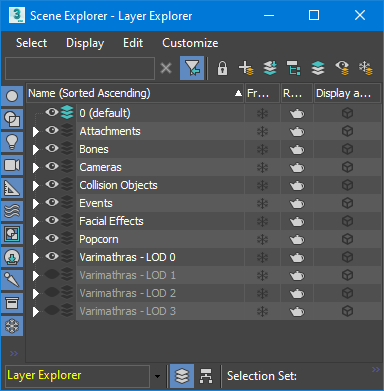 3 Scene Explorer - Layer Explorer
Select Display Edit Customize
Name (Sorted Ascending) Fr... R... Display a...
0 (default)
Attachments
Bones
Cameras
Collision Objects
Events
Facial Effects
Popcorn
Varimathras - LOD 0
Varimathras - LOD 1
Varimathras - LOD 2
Varimathras - LOD 3
Layer Explorer Selection Set: